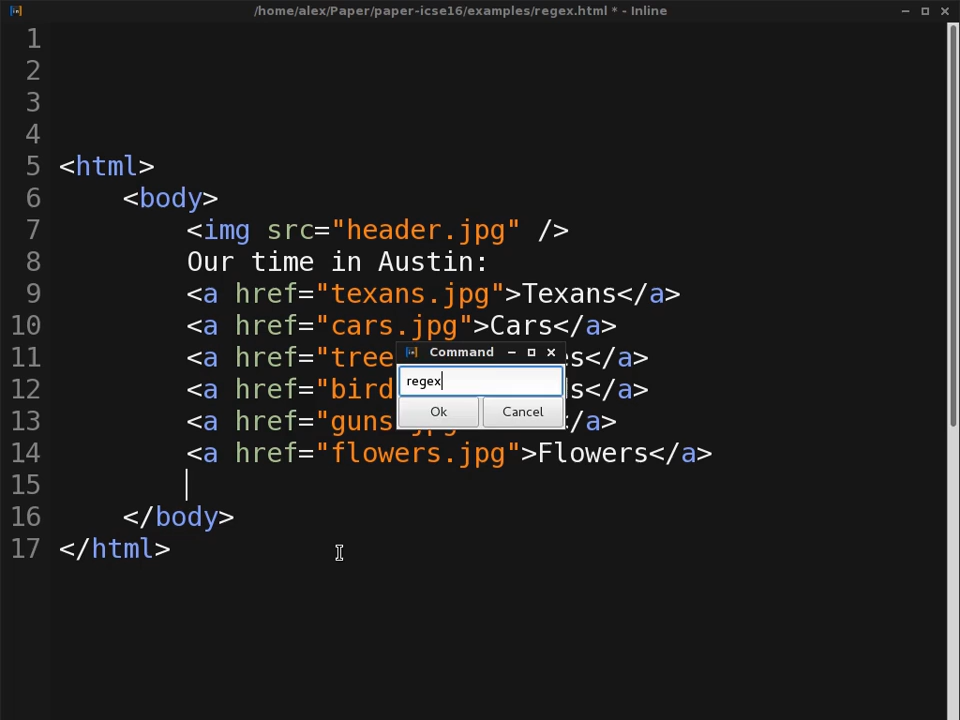 /home/alex/Paper/paper-icse16/examples/regex.html * - Inline
1
2
3
4
5 <html>
6 <body>
7 <img src="header.jpg" />
8 Our time in Austin:
9 <a href="texans.jpg">Texans</a>
10 <a href="cars.jpg">Cars</a>
Command
11 <a href="tree es</a>
regex
12 <a href="bird ds</a>
Ok Cancel
13 <a href="guns </a>
14 <a href="flowers.jpg">Flowers</a>
15
16 </body>
17 </html>